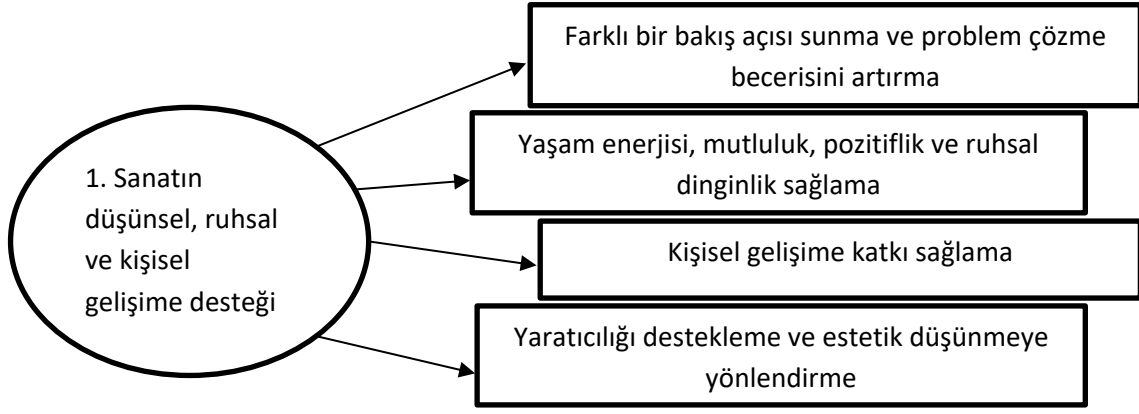 1. Sanatın
düşünsel, ruhsal
ve kişisel
gelişime desteği
Farklı bir bakış açısı sunma ve problem çözme
becerisini artırma
Yaşam enerjisi, mutluluk, pozitiflik ve ruhsal
dinginlik sağlama
Kişisel gelişime katkı sağlama
Yaratıcılığı destekleme ve estetik düşünmeye
yönlendirme